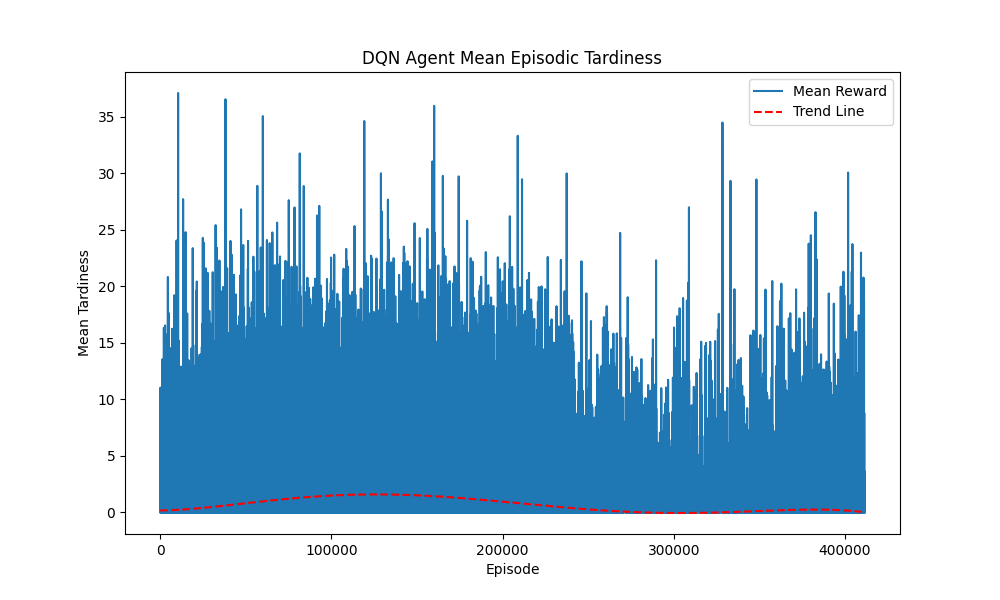 DQN Agent Mean Episodic Tardiness
Mean Reward
Trend Line
Mean Tardiness
35
30
25
20
15
10
5
0
0
100000
200000
300000
400000
Episode